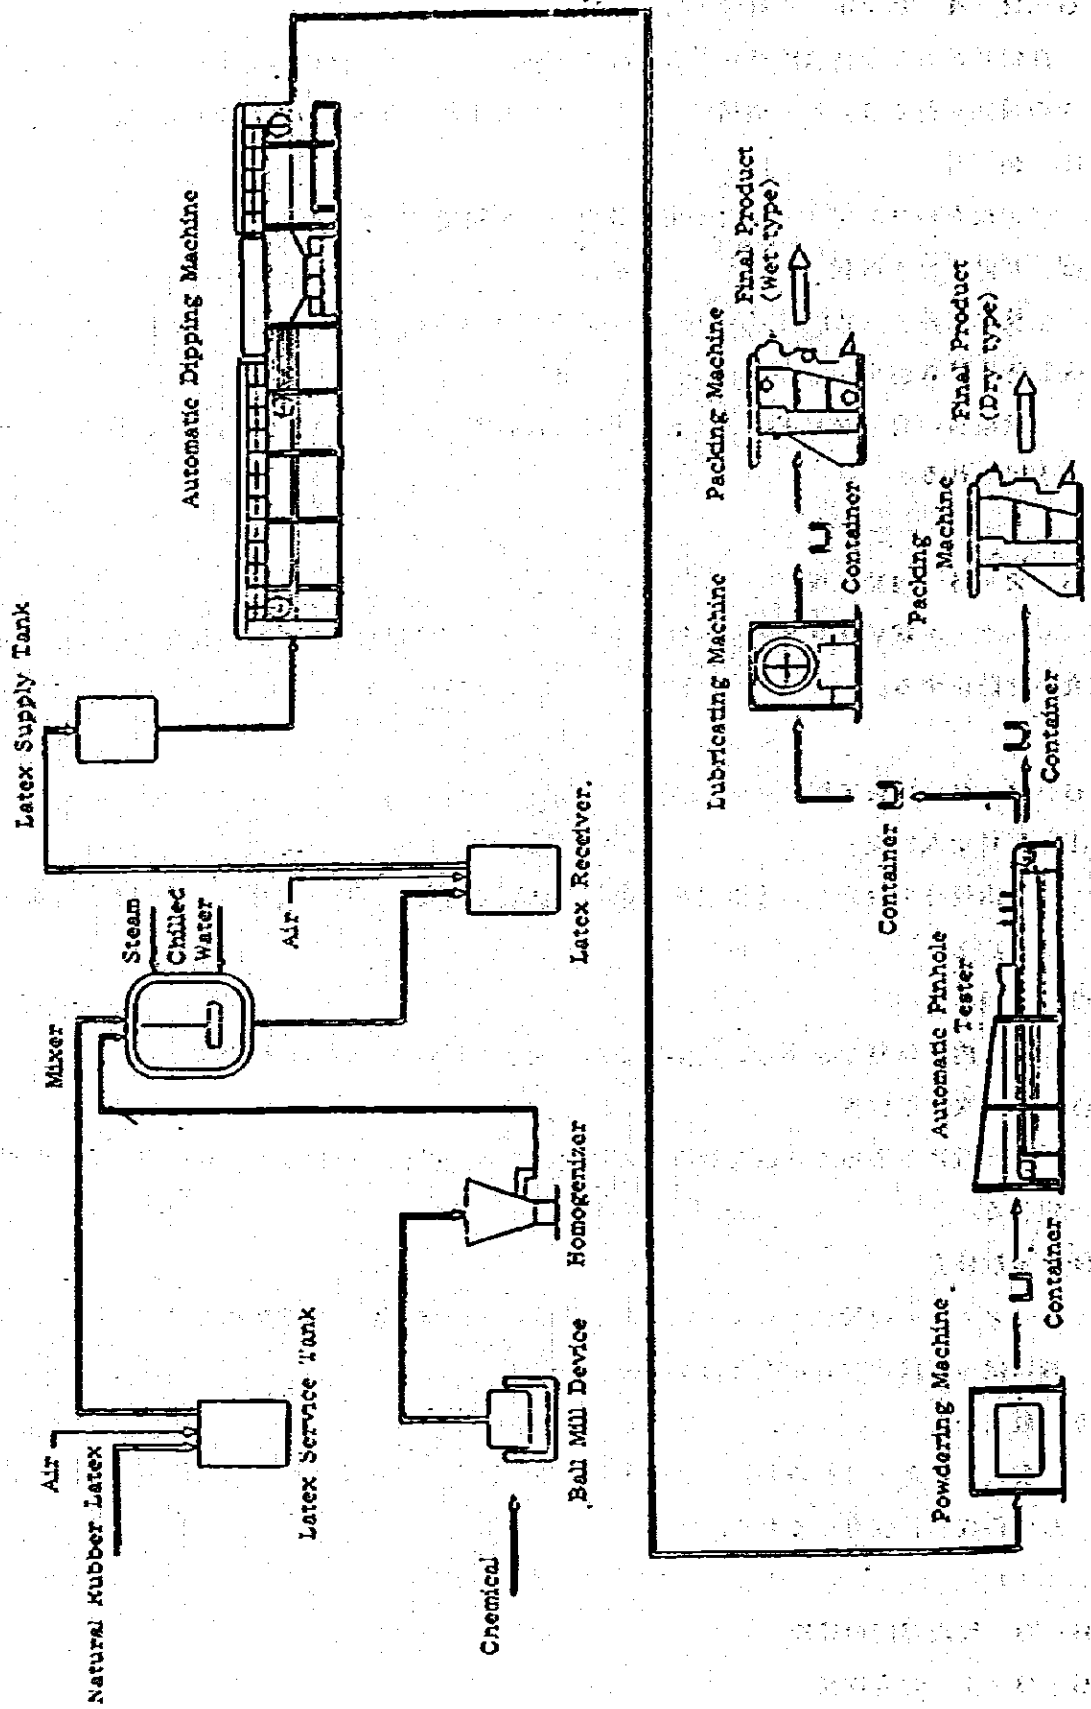 Natural Rubber Latex
Air
Latex Service Tank
Chemical
Ball Mill Device
Homogenizer
Mixer
Steam
Chilled
Water
Air
Latex Receiver.
Latex Supply Tank
Automatic Dipping Machine
Powdering Machine
Container
Automatic Pinhole
Tester
Container
Container
Lubricating Machine
Container
Packing Machine
Final Product
(Wet type)
Packing
Machine
Final Product
(Dry type)